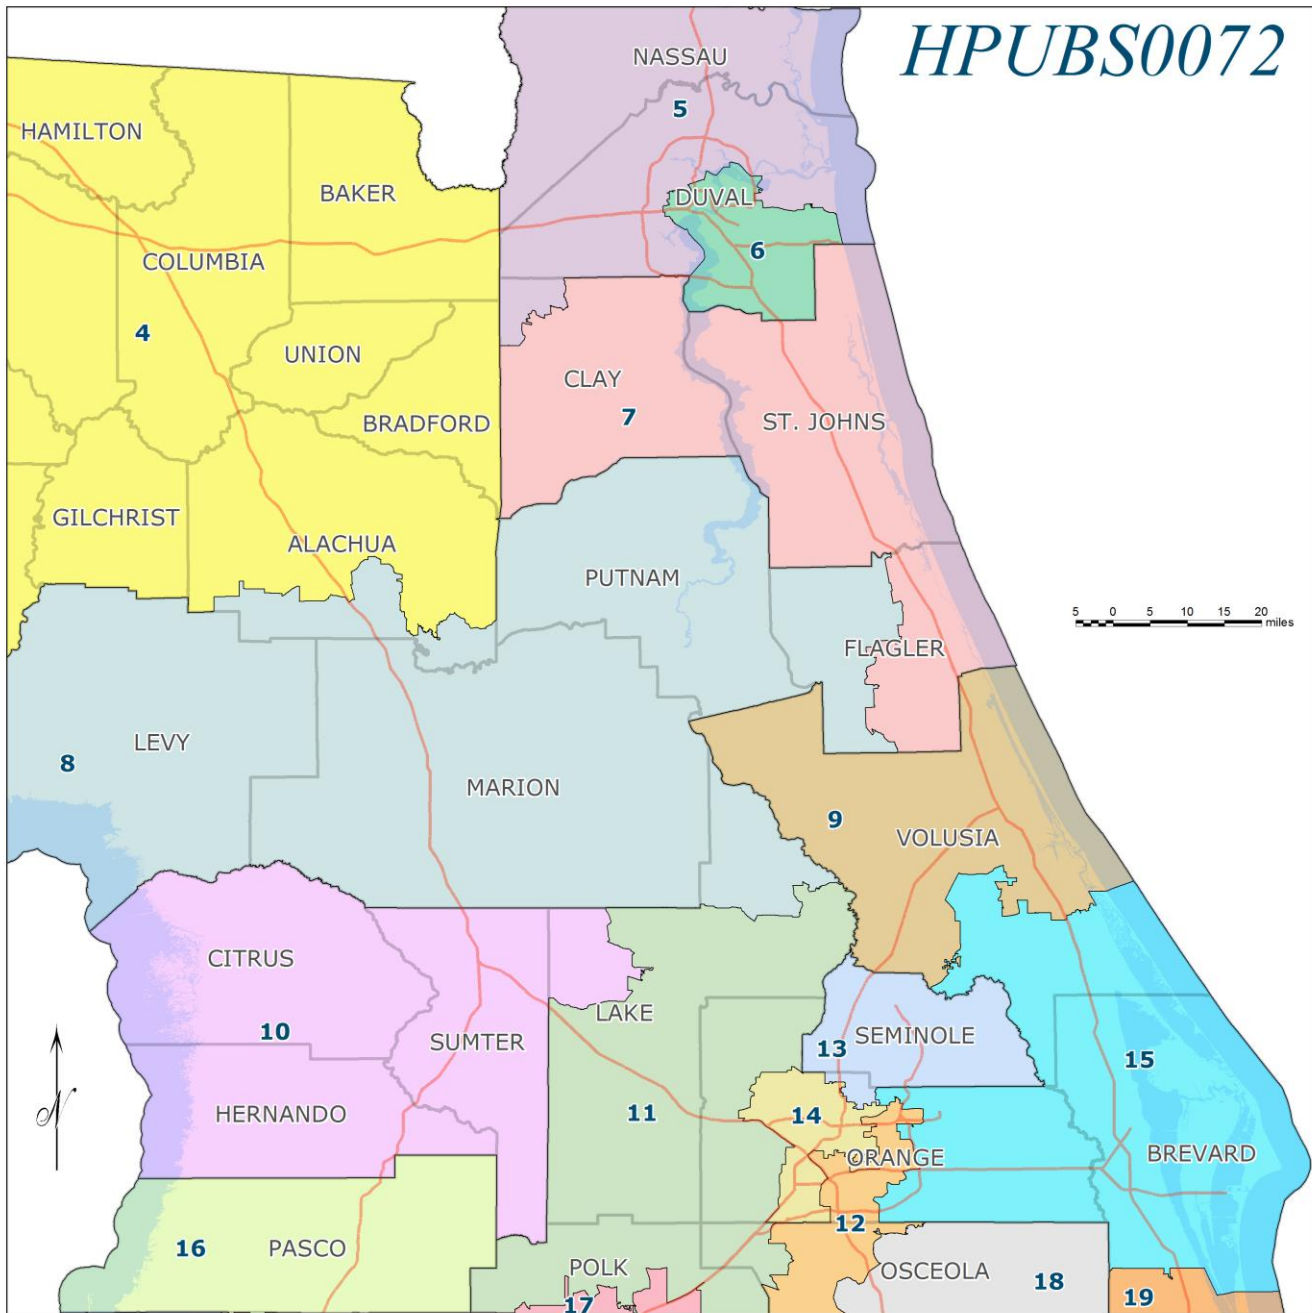 HPUBS0072
NASSAU
5
HAMILTON
BAKER
DUVAL
6
COLUMBIA
4
UNION
CLAY
7
BRADFORD
ST. JOHNS
GILCHRIST
ALACHUA
PUTNAM
5 0 5 10 15 20
miles
FLAGLER
LEVY
8
MARION
9
VOLUSIA
CITRUS
10
LAKE
SUMTER
13
SEMINOLE
15
N
HERNANDO
11
14
ORANGE
BREVARD
12
16
PASCO
POLK
OSCEOLA
18
17
19